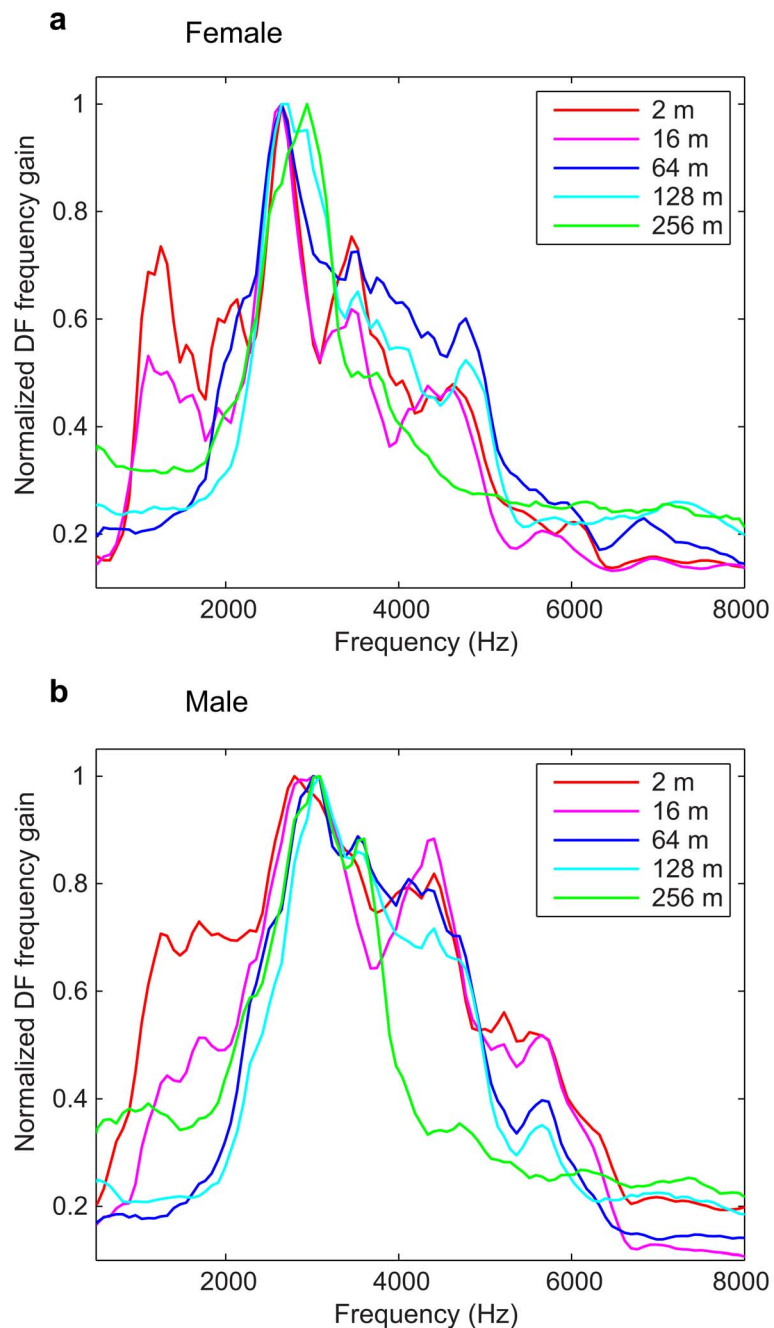 a
Female
Normalized DF frequency gain
1
0.8
0.6
0.4
0.2
2 m
16 m
64 m
128 m
256 m
2000
4000
6000
8000
Frequency (Hz)
b
Male
Normalized DF frequency gain
1
0.8
0.6
0.4
0.2
2 m
16 m
64 m
128 m
256 m
2000
4000
6000
8000
Frequency (Hz)